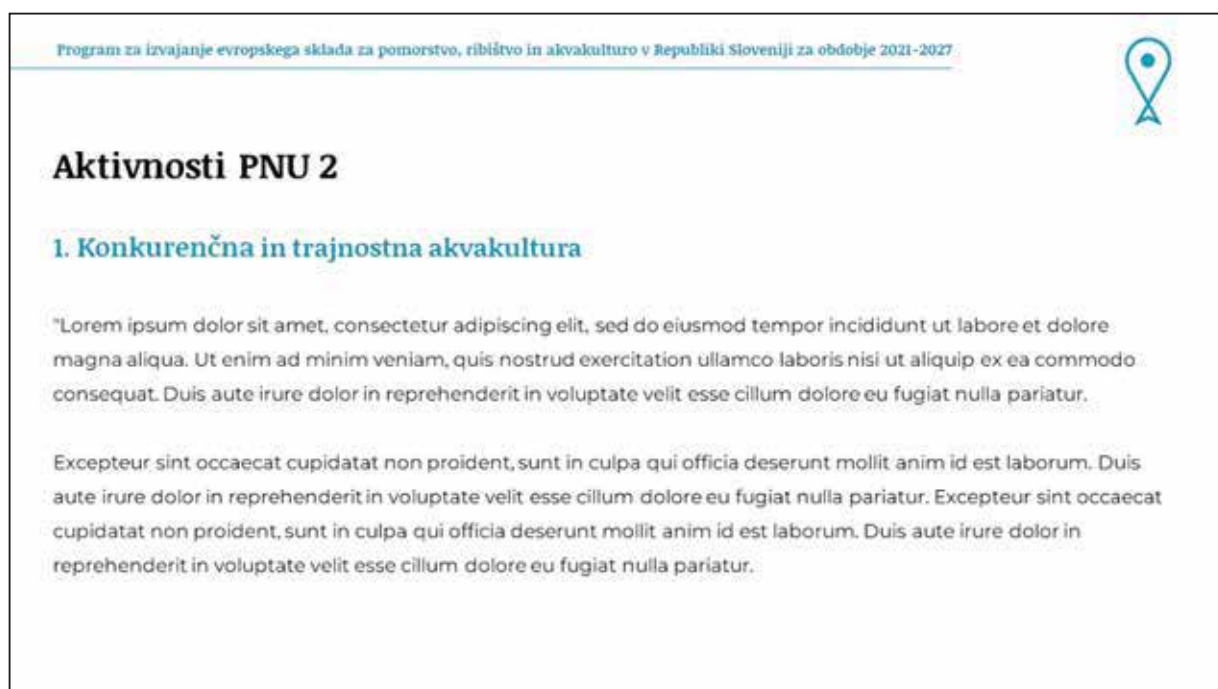 Program za izvajanje evropskega sklada za pomorstvo, ribištvo in akvakulturo v Republiki Sloveniji za obdobje 2021-2027
Aktivnosti PNU 2
1. Konkurenčna in trajnostna akvakultura
"Lorem ipsum dolor sit amet, consectetur adipiscing elit, sed do eiusmod tempor incididunt ut labore et dolore
magna aliqua. Ut enim ad minim veniam, quis nostrud exercitation ullamco laboris nisi ut aliquip ex ea commodo
consequat. Duis aute irure dolor in reprehenderit in voluptate velit esse cillum dolore eu fugiat nulla pariatur.
Excepteur sint occaecat cupidatat non proident, sunt in culpa qui officia deserunt mollit anim id est laborum. Duis
aute irure dolor in reprehenderit in voluptate velit esse cillum dolore eu fugiat nulla pariatur. Excepteur sint occaecat
cupidatat non proident, sunt in culpa qui officia deserunt mollit anim id est laborum. Duis aute irure dolor in
reprehenderit in voluptate velit esse cillum dolore eu fugiat nulla pariatur.